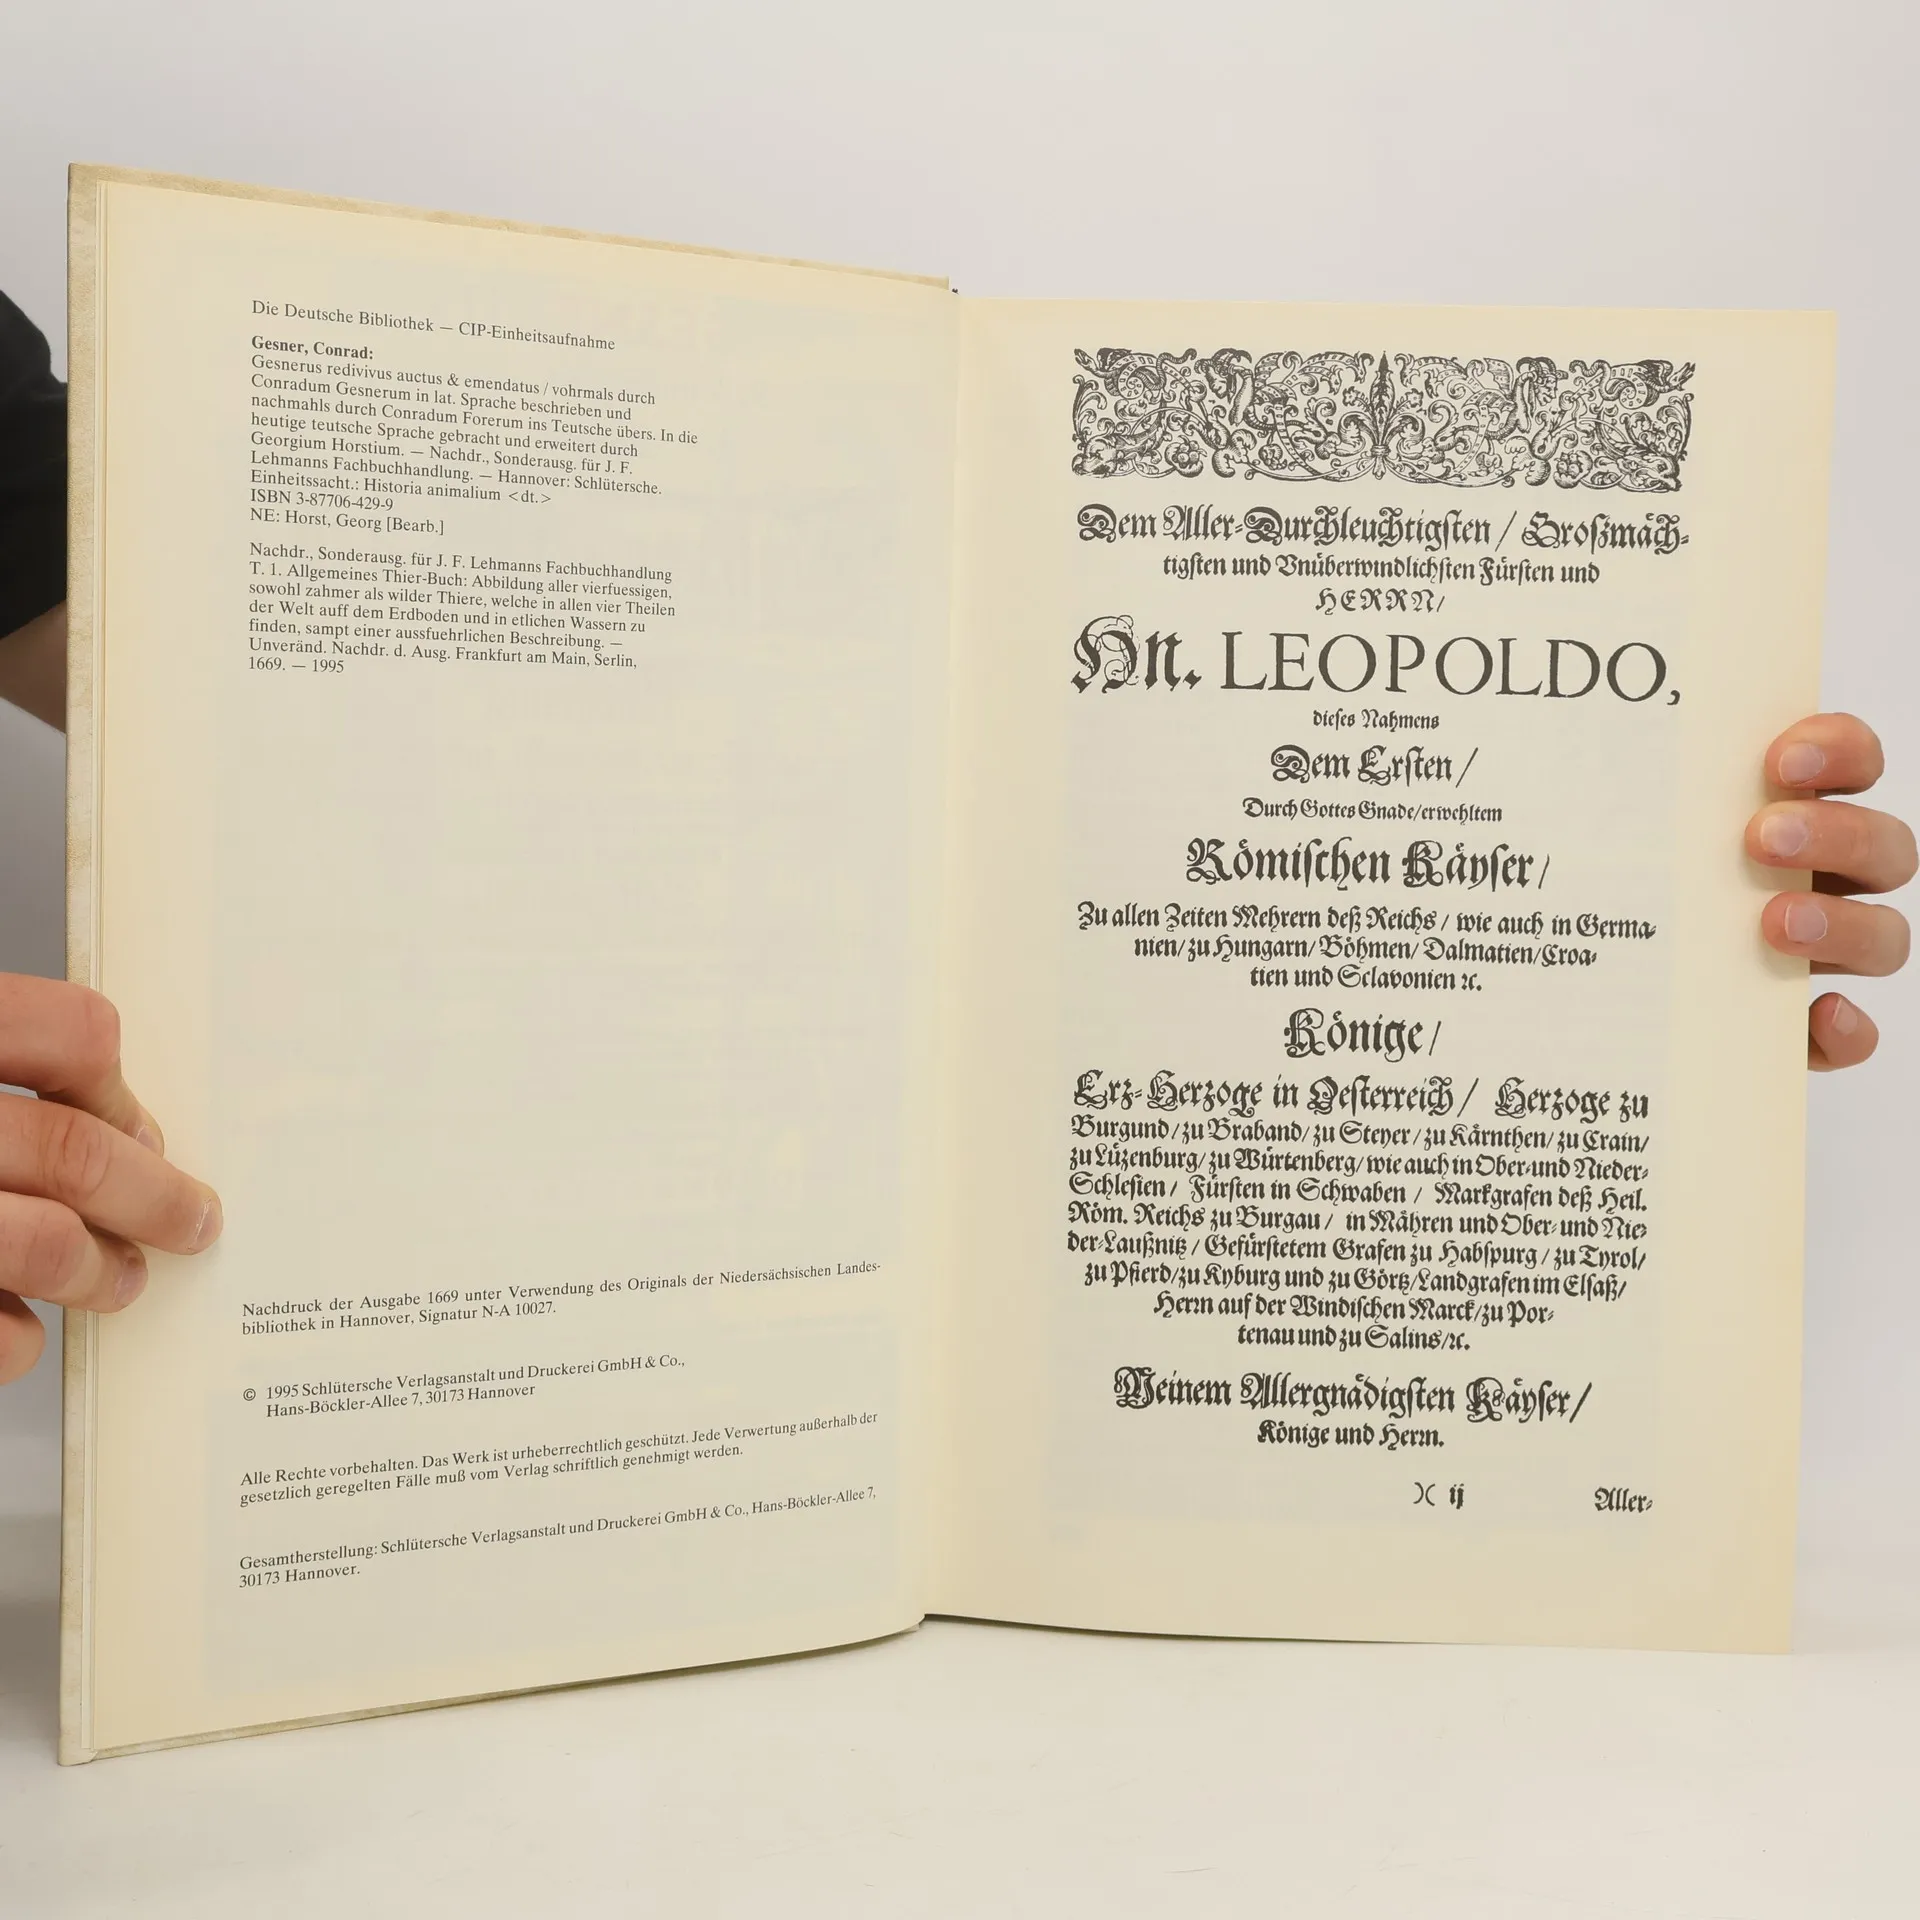 Die Deutsche Bibliothek — CIP-Einheitsaufnahme
Gesner, Conrad:
Gesnerus redivivus auctus & emendatus / vohrmals durch
Conradum Gesnerum in lat. Sprache beschrieben und
nachmahls durch Conradum Forerum ins Teutsche übers. In die
heutige teutsche Sprache gebracht und erweitert durch
Georgium Horstium. — Nachdr., Sonderausg. für J. F.
Lehmanns Fachbuchhandlung. — Hannover: Schlütersche.
Einheitssacht.: Historia animalium <dt.>
ISBN 3-87706-429-9
NE: Horst, Georg [Bearb.]
Nachdr., Sonderausg. für J. F. Lehmanns Fachbuchhandlung
T. 1. Allgemeines Thier-Buch: Abbildung aller vierfuessigen,
sowohl zahmer als wilder Thiere, welche in allen vier Theilen
der Welt auff dem Erdboden und in etlichen Wassern zu
finden, sampt einer aussfuehrlichen Beschreibung. —
Unveränd. Nachdr. d. Ausg. Frankfurt am Main, Serlin,
1669. — 1995
Nachdruck der Ausgabe 1669 unter Verwendung des Originals der Niedersächsischen Landes-
bibliothek in Hannover, Signatur N-A 10027.
© 1995 Schlütersche Verlagsanstalt und Druckerei GmbH & Co.,
Hans-Böckler-Allee 7, 30173 Hannover
Alle Rechte vorbehalten. Das Werk ist urheberrechtlich geschützt. Jede Verwertung außerhalb der
gesetzlich geregelten Fälle muß vom Verlag schriftlich genehmigt werden.
Gesamtherstellung: Schlütersche Verlagsanstalt und Druckerei GmbH & Co., Hans-Böckler-Allee 7,
30173 Hannover.
Dem Aller-Durchleuchtigsten / Großmäch-
tigsten und Vnüberwindlichsten Fürsten und
HERRN/
Hn. LEOPOLDO,
dieses Nahmens
Dem Ersten /
Durch Gottes Gnade/erwehltem
Römischen Käyser /
Zu allen Zeiten Mehrern deß Reichs / wie auch in Germa-
nien/ zu Hungarn/ Böhmen/ Dalmatien/Croa-
tien und Sclavonien ꝛc.
Könige /
Erz-Herzoge in Oesterreich / Herzoge zu
Burgund / zu Braband/ zu Steyer / zu Kärnthen/ zu Crain/
zu Lüzenburg/ zu Würtenberg/ wie auch in Ober-und Nieder-
Schlesien / Fürsten in Schwaben / Markgrafen deß Heil.
Röm. Reichs zu Burgau / in Mähren und Ober-und Nie-
der-Laußnitz / Gefürstetem Grafen zu Habspurg / zu Tyrol/
zu Pfierd/zu Kyburg und zu Görtz/Landgrafen im Elsaß/
Herrn auf der Windischen Marck/zu Por-
tenau und zu Salins/ꝛc.
Meinem Allergnädigsten Käyser /
Könige und Herrn.
)( ij
Aller-